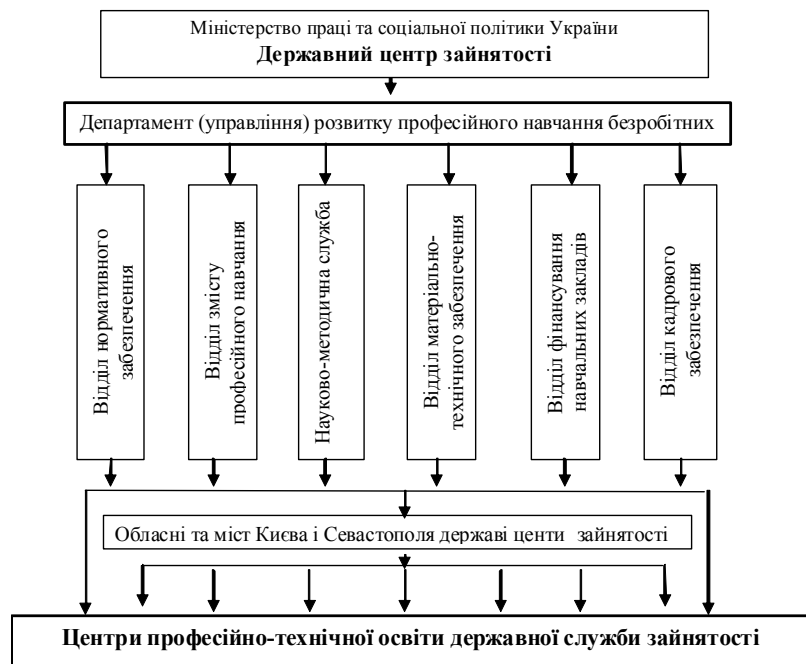 Міністерство праці та соціальної політики України
Державний центр зайнятості
Департамент (управління) розвитку професійного навчання безробітних
Відділ нормативного
забезпечення
Відділ змісту
професійного навчання
Науково-методична служба
Відділ матеріально-
технічного забезпечення
Відділ фінансування
навчальних закладів
Відділ кадрового
забезпечення
Обласні та міст Києва і Севастополя державі центи зайнятості
Центри професійно-технічної освіти державної служби зайнятості